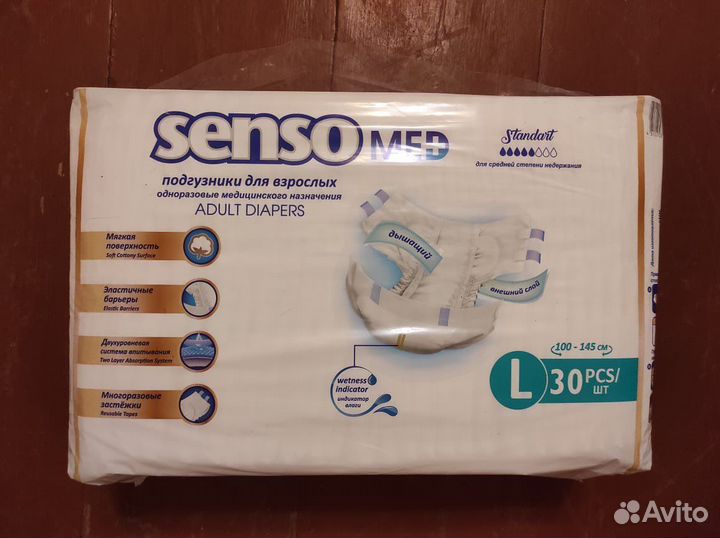 senso MED
Standart
для средней степени недержания
подгузники для взрослых
одноразовые медицинского назначения
ADULT DIAPERS
Мягкая
поверхность
Soft Cottony Surface
Эластичные
барьеры
Elastic Barriers
Двухуровневая
система впитывания
Two Layer Absorption System
Многоразовые
застёжки
Reusable Tapes
дышащий
внешний слой
wetness
indicator
индикатор
влаги
100 - 145 см
L 30 PCS/
ШТ
Avito